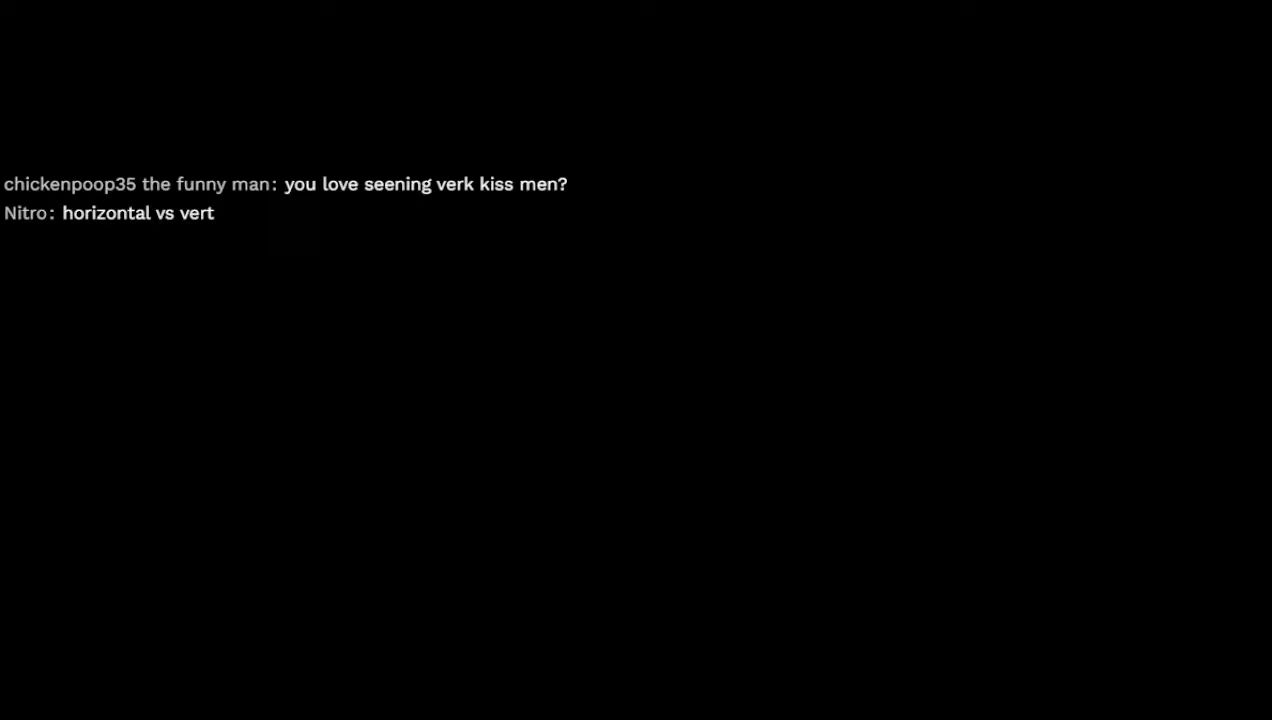 chickenpoop35 the funny man: you love seening verk kiss men?
Nitro: horizontal vs vert